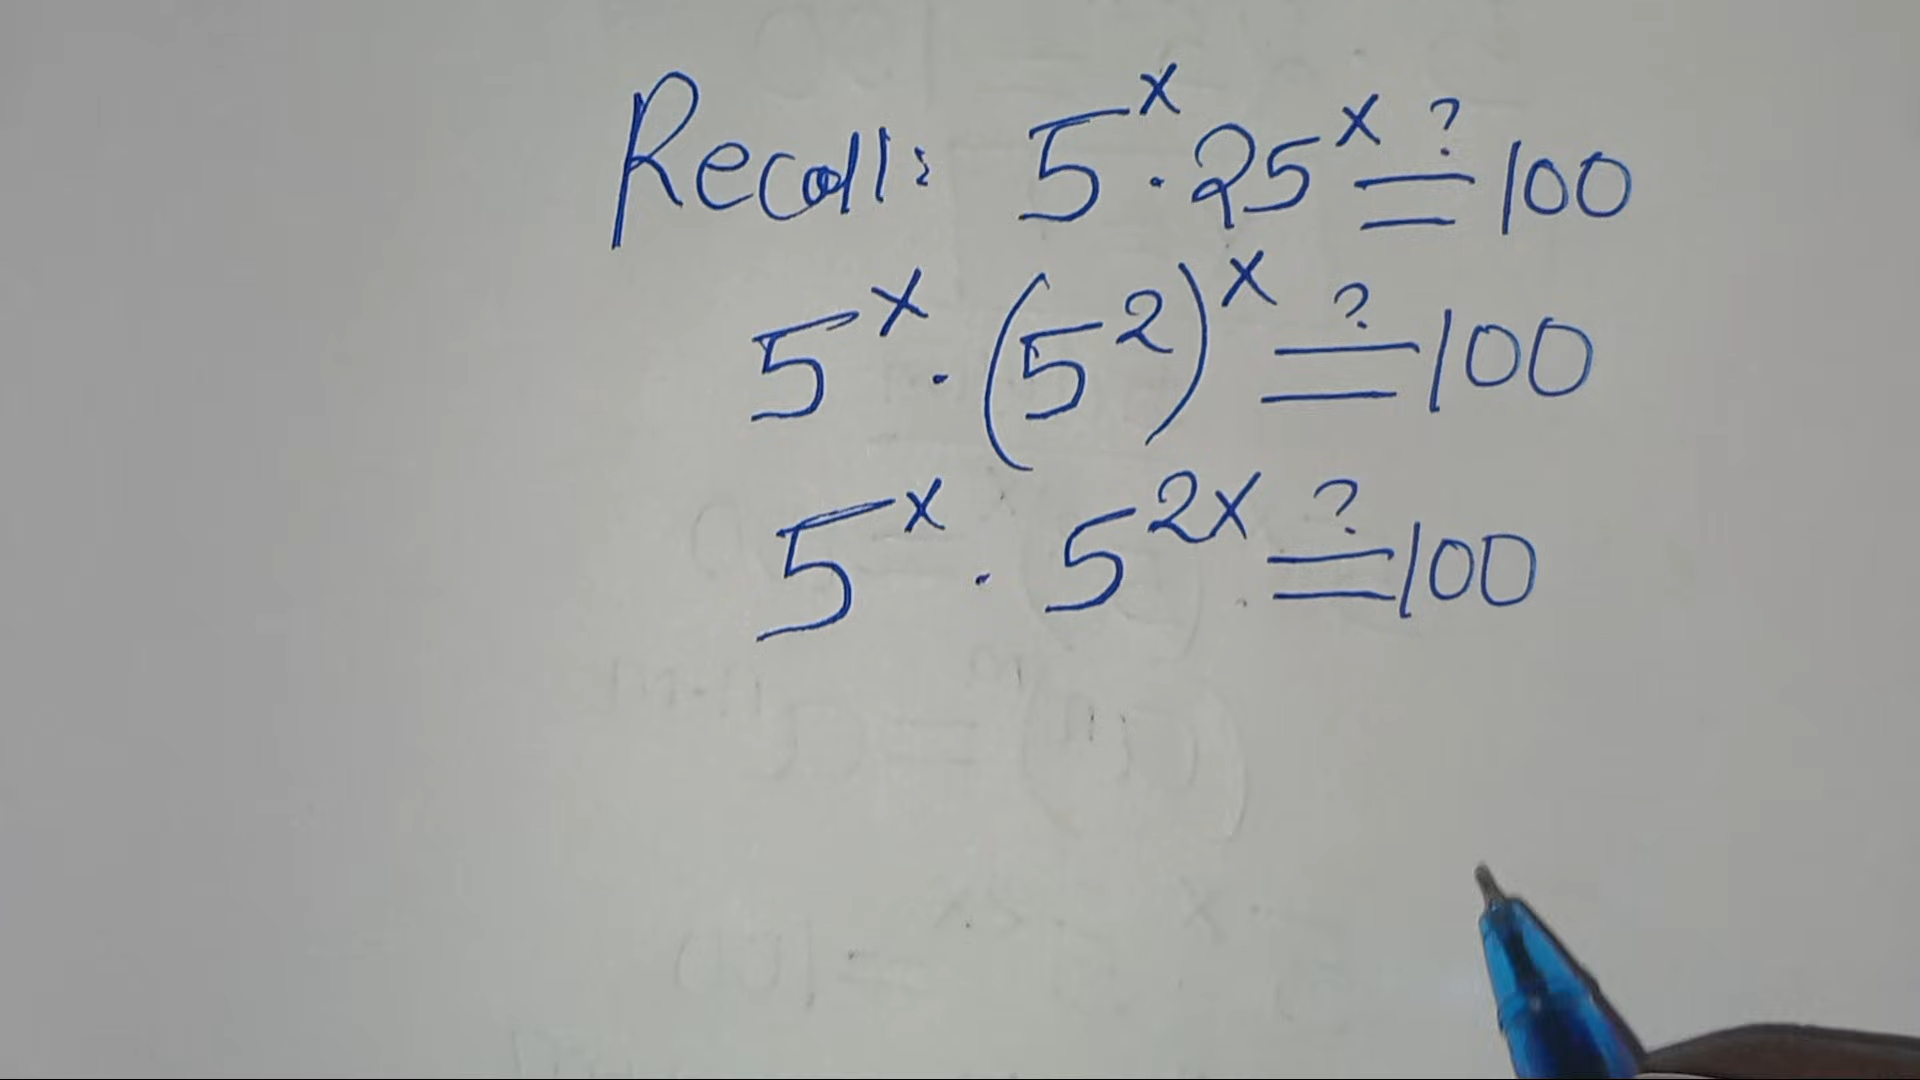 Recall: 5^x · 25^x ?= 100
5^x · (5^2)^x ?= 100
5^x · 5^2x ?= 100